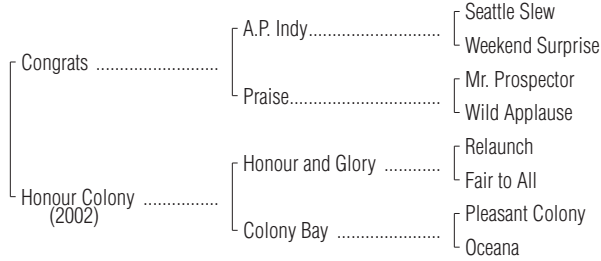 Seattle Slew
A.P. Indy..............................
Weekend Surprise
Congrats ............................
Mr. Prospector
Praise...................................
Wild Applause
Relaunch
Honour and Glory .............
Fair to All
Honour Colony .................
(2002)
Pleasant Colony
Colony Bay ........................
Oceana